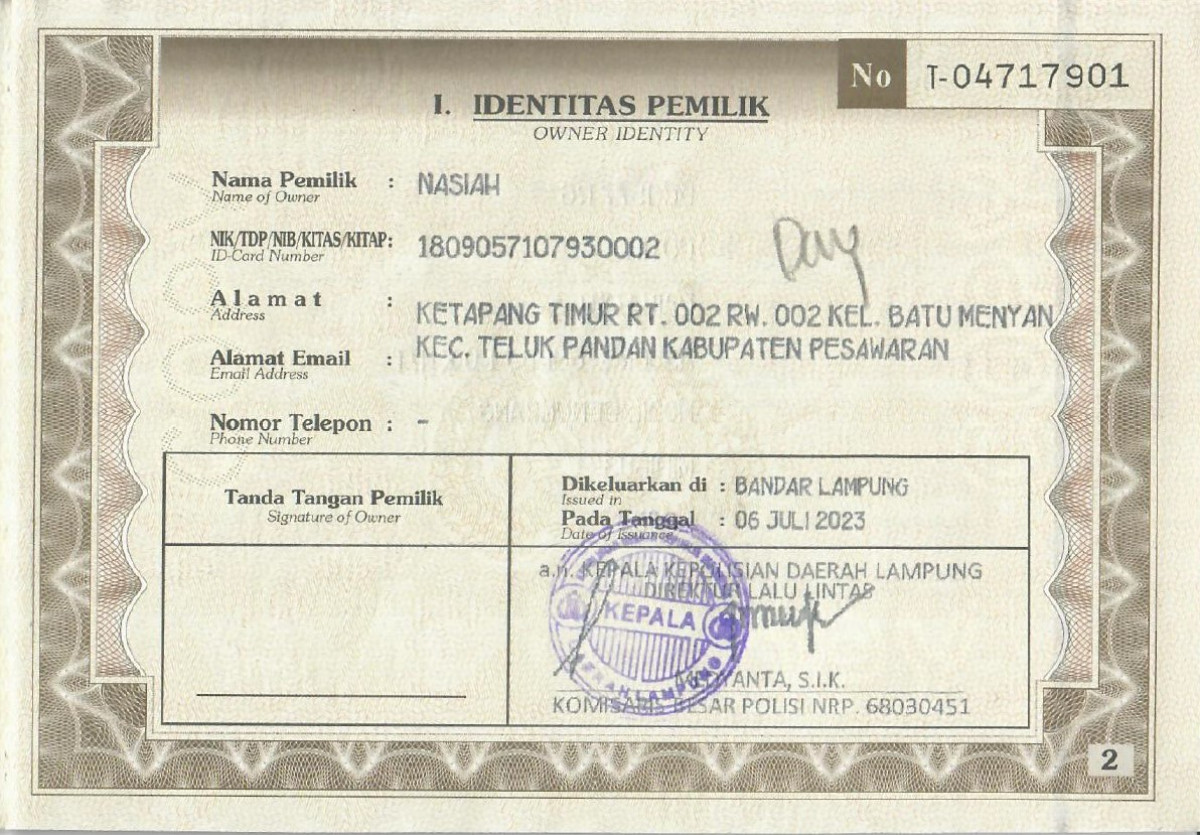 No T-04717901
I. IDENTITAS PEMILIK
OWNER IDENTITY
Nama Pemilik : NASIAH
Name of Owner
NIK/TDP/NIB/KITAS/KITAP: 1809057107930002
ID-Card Number
Day
Alamat : KETAPANG TIMUR RT. 002 RW. 002 KEL. BATU MENYAN
Address
KEC. TELUK PANDAN KABUPATEN PESAWARAN
Alamat Email :
Email Address
Nomor Telepon : -
Phone Number
Tanda Tangan Pemilik
Signature of Owner
Dikeluarkan di : BANDAR LAMPUNG
Issued in
Pada Tanggal : 06 JULI 2023
Date of Issuance
a.n. KEPALA KEPOLISIAN DAERAH LAMPUNG
DIREKTUR LALU LINTAS
KEPALA
DAERAH LAMPUNG
MEDYANTA, S.I.K.
KOMISARIS BESAR POLISI NRP. 68030451
2